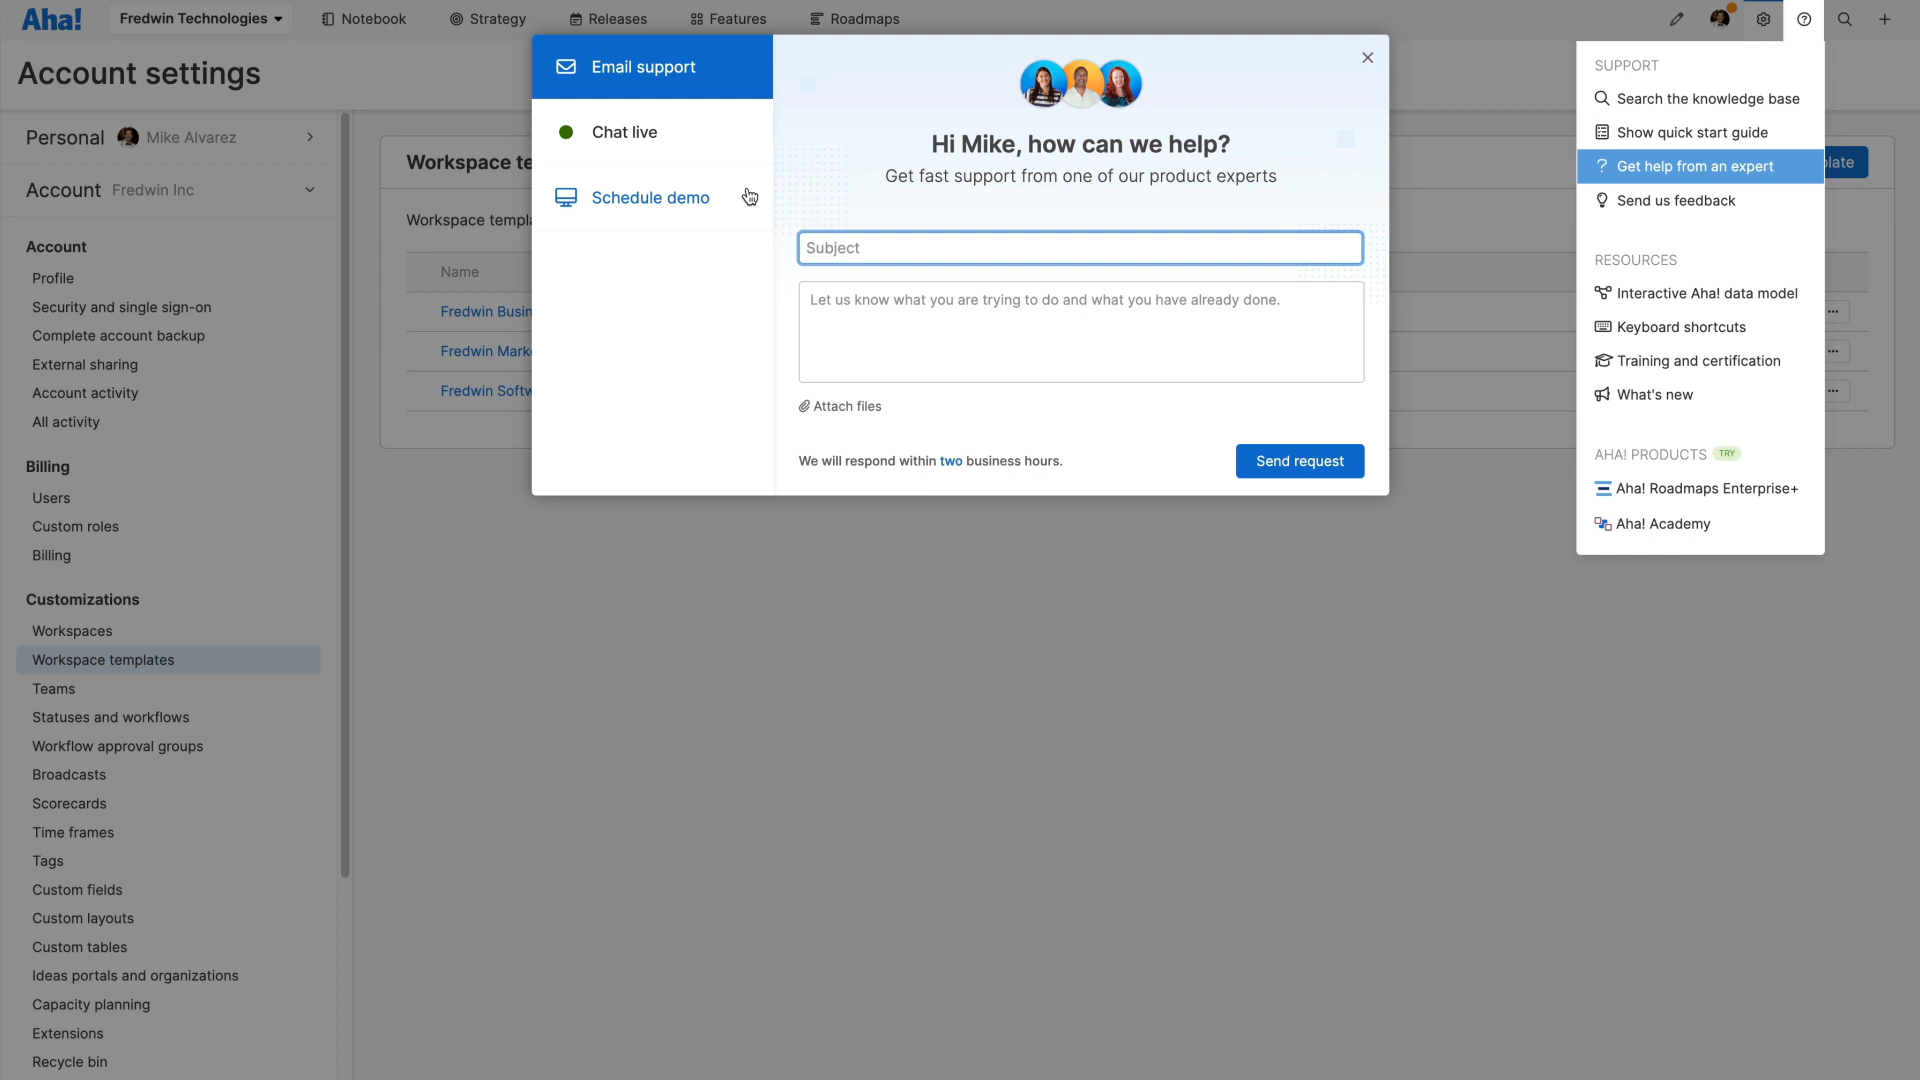 Aha!
Fredwin Technologies
Notebook
Strategy
Releases
Features
Roadmaps
Account settings
Personal
Mike Alvarez
Account
Fredwin Inc
Account
Profile
Security and single sign-on
Complete account backup
External sharing
Account activity
All activity
Billing
Users
Custom roles
Billing
Customizations
Workspaces
Workspace templates
Teams
Statuses and workflows
Workflow approval groups
Broadcasts
Scorecards
Time frames
Tags
Custom fields
Custom layouts
Custom tables
Ideas portals and organizations
Capacity planning
Extensions
Recycle bin
Workspace te
Workspace templa
Name
Fredwin Busin
Fredwin Mark
Fredwin Softw
Email support
Chat live
Schedule demo
Hi Mike, how can we help?
Get fast support from one of our product experts
Subject
Let us know what you are trying to do and what you have already done.
Attach files
We will respond within two business hours.
Send request
SUPPORT
Search the knowledge base
Show quick start guide
Get help from an expert
Send us feedback
RESOURCES
Interactive Aha! data model
Keyboard shortcuts
Training and certification
What's new
AHA! PRODUCTS TRY
Aha! Roadmaps Enterprise+
Aha! Academy
plate